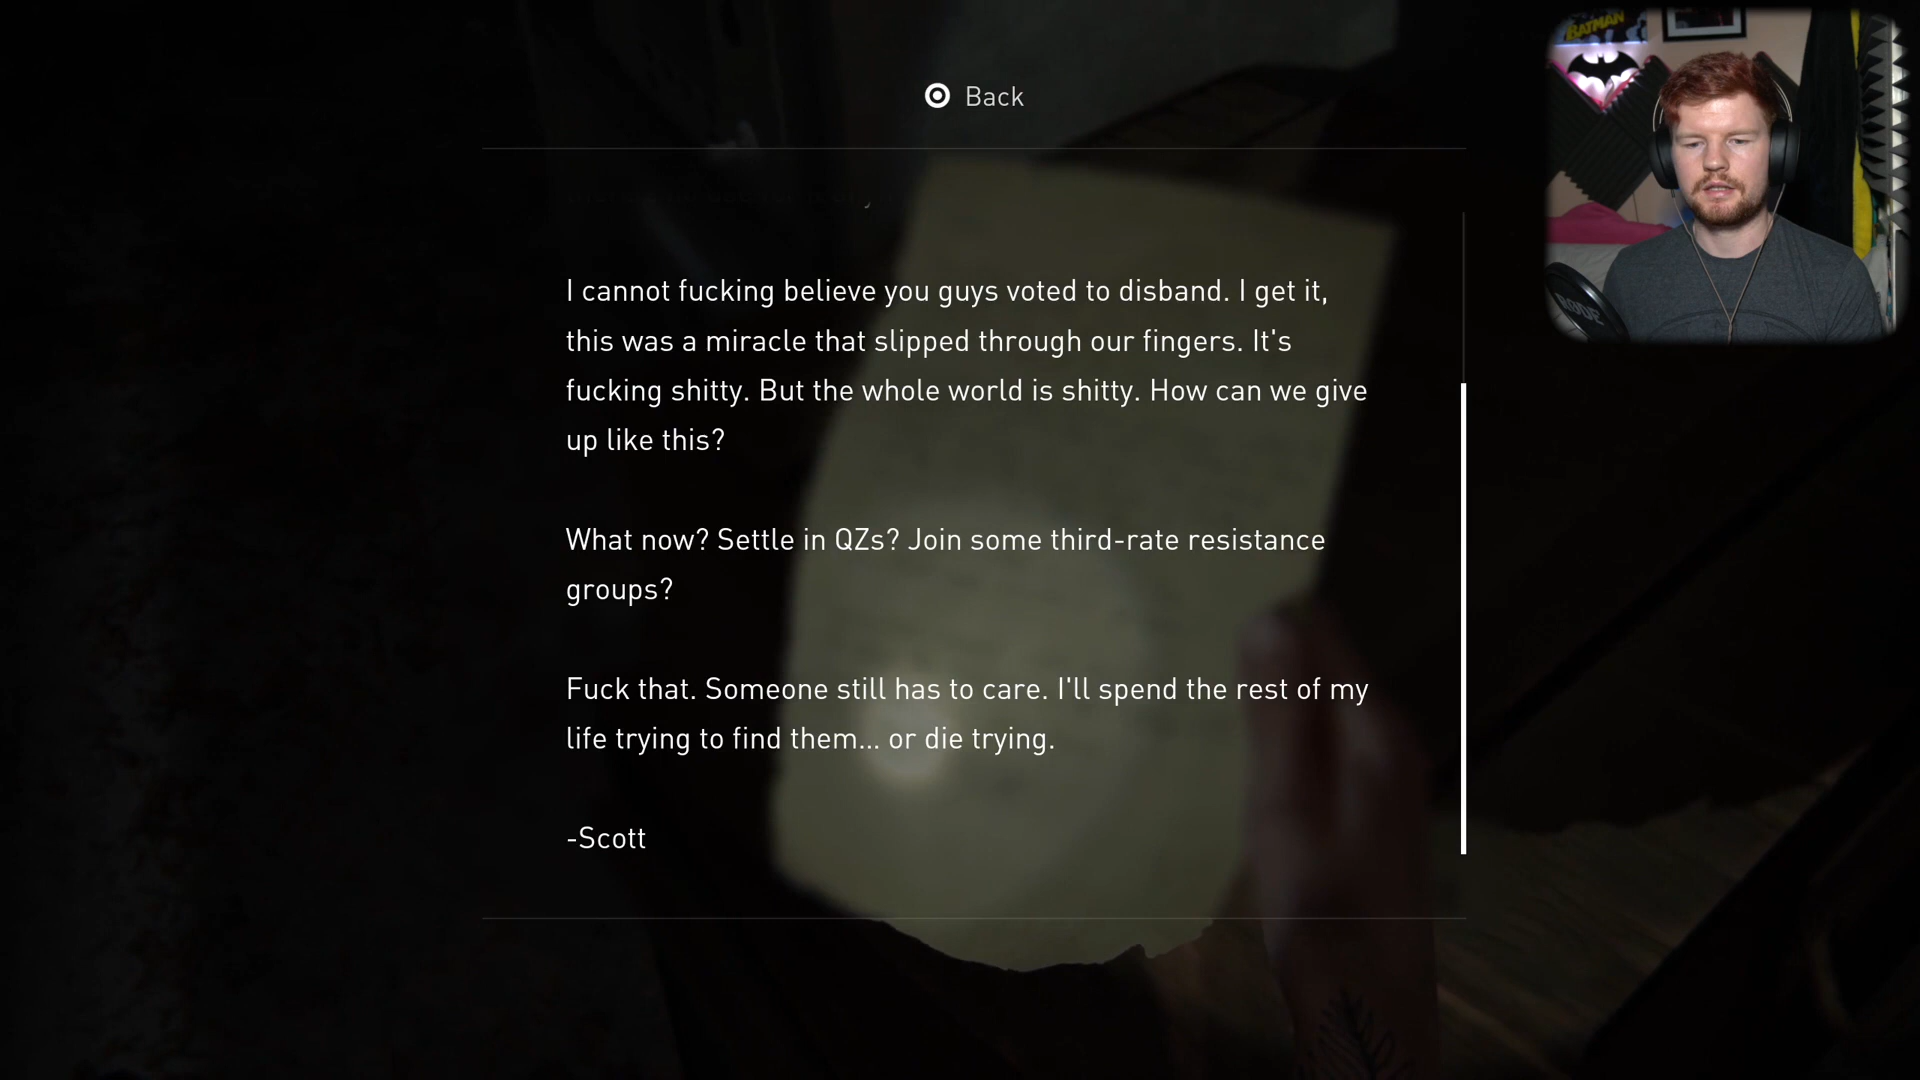 BATMAN
Back
I cannot fucking believe you guys voted to disband. I get it,
this was a miracle that slipped through our fingers. It's
fucking shitty. But the whole world is shitty. How can we give
up like this?
What now? Settle in QZs? Join some third-rate resistance
groups?
Fuck that. Someone still has to care. I'll spend the rest of my
life trying to find them... or die trying.
-Scott
RODE